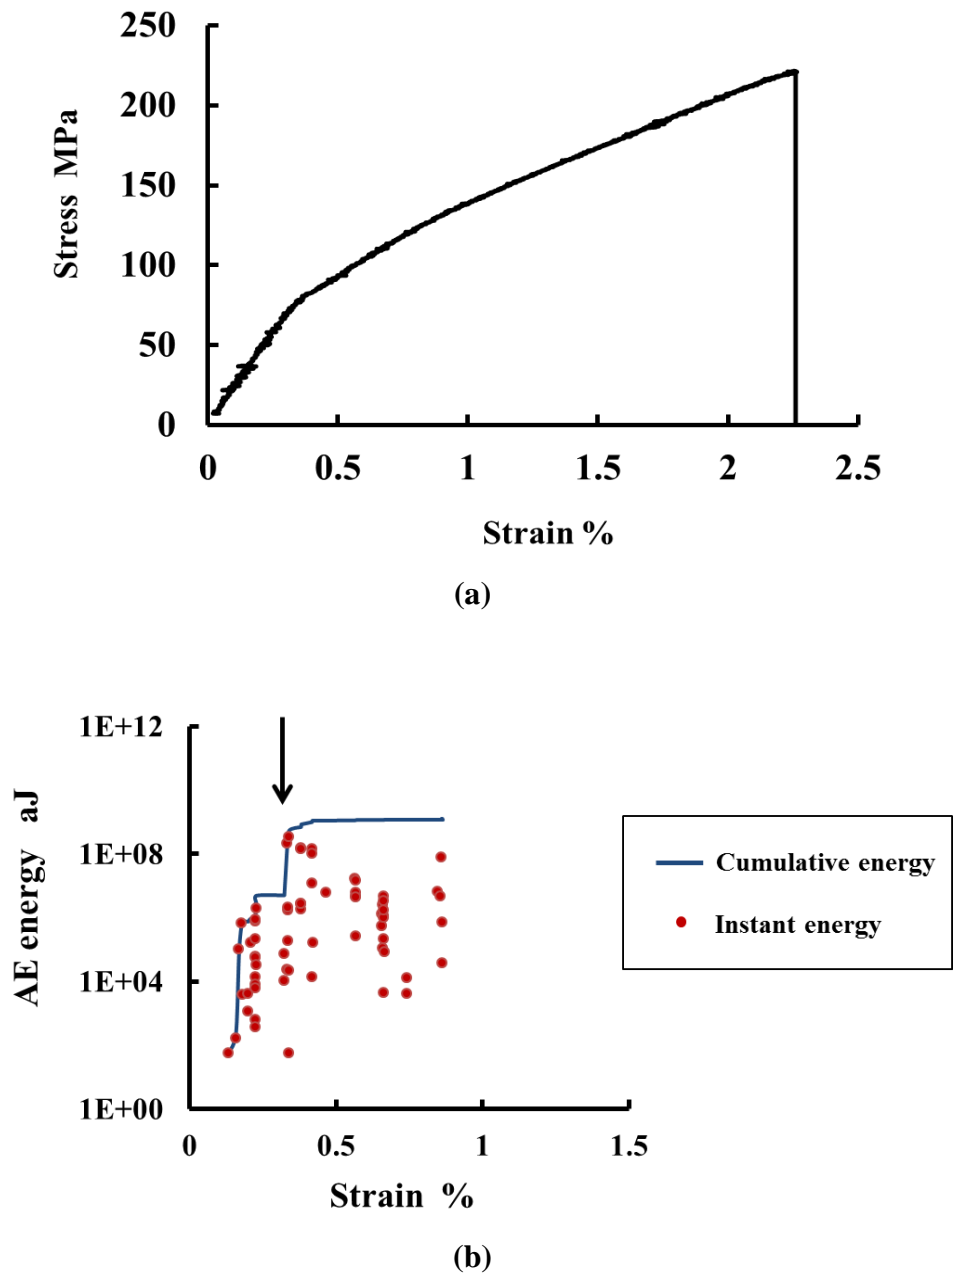 250
200
150
100
50
0
Stress MPa
0 0.5 1 1.5 2 2.5
Strain %
(a)
1E+12
1E+08
1E+04
1E+00
AE energy aJ
Cumulative energy
Instant energy
0 0.5 1 1.5
Strain %
(b)